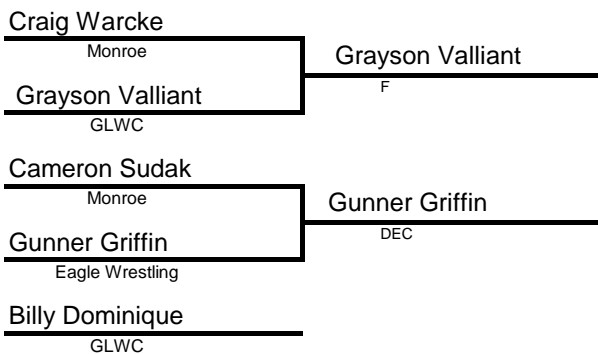 Craig Warcke
Monroe
Grayson Valliant
F
Grayson Valliant
GLWC
Cameron Sudak
Monroe
Gunner Griffin
DEC
Gunner Griffin
Eagle Wrestling
Billy Dominique
GLWC